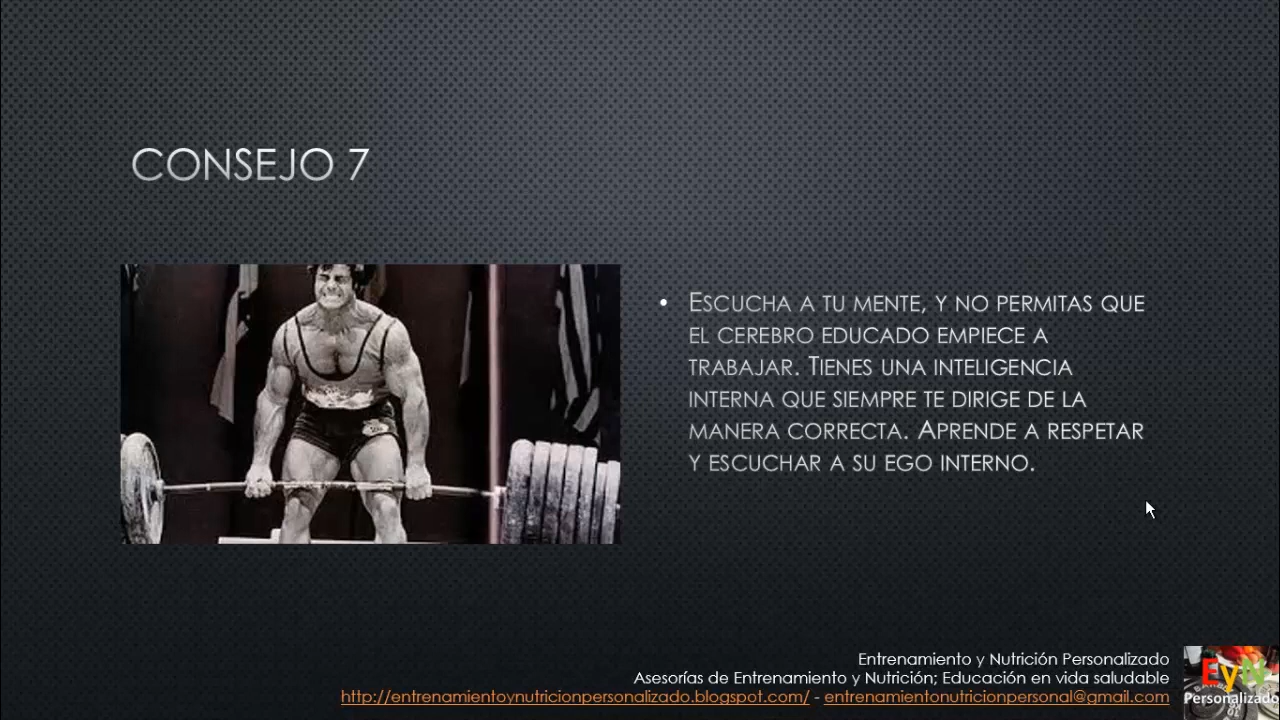 CONSEJO 7
• ESCUCHA A TU MENTE, Y NO PERMITAS QUE
EL CEREBRO EDUCADO EMPIECE A
TRABAJAR. TIENES UNA INTELIGENCIA
INTERNA QUE SIEMPRE TE DIRIGE DE LA
MANERA CORRECTA. APRENDE A RESPETAR
Y ESCUCHAR A SU EGO INTERNO.
Entrenamiento y Nutrición Personalizado
Asesorías de Entrenamiento y Nutrición; Educación en vida saludable
http://entrenamientoynutricionpersonalizado.blogspot.com/ - entrenamientonutricionpersonal@gmail.com
EyN
Personalizado